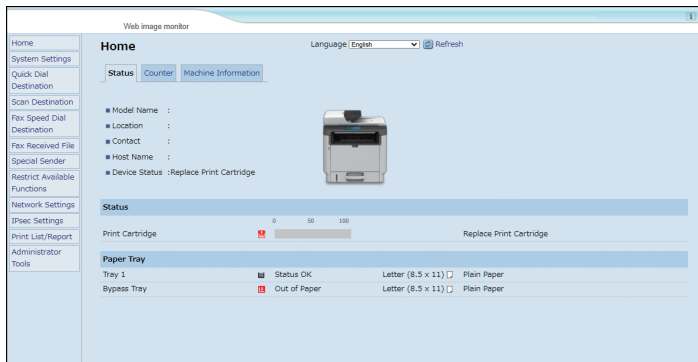 Web image monitor
Home
System Settings
Quick Dial
Destination
Scan Destination
Fax Speed Dial
Destination
Fax Received File
Special Sender
Restrict Available
Functions
Network Settings
IPsec Settings
Print List/Report
Administrator
Tools
Home
Language English Refresh
Status Counter Machine Information
Model Name :
Location :
Contact :
Host Name :
Device Status :Replace Print Cartridge
Status
0 50 100
Print Cartridge Replace Print Cartridge
Paper Tray
Tray 1 Status OK Letter (8.5 x 11) Plain Paper
Bypass Tray Out of Paper Letter (8.5 x 11) Plain Paper